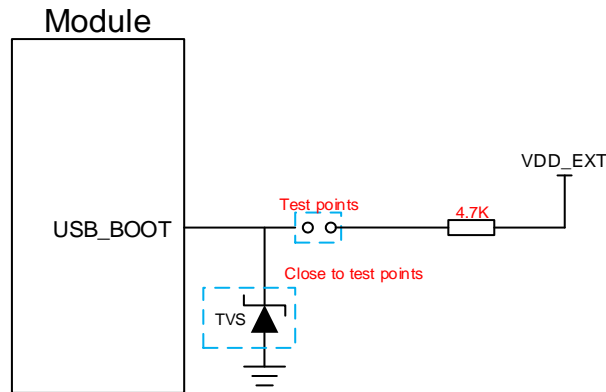 Module
VDD_EXT
Test points
4.7K
USB_BOOT
Close to test points
TVS